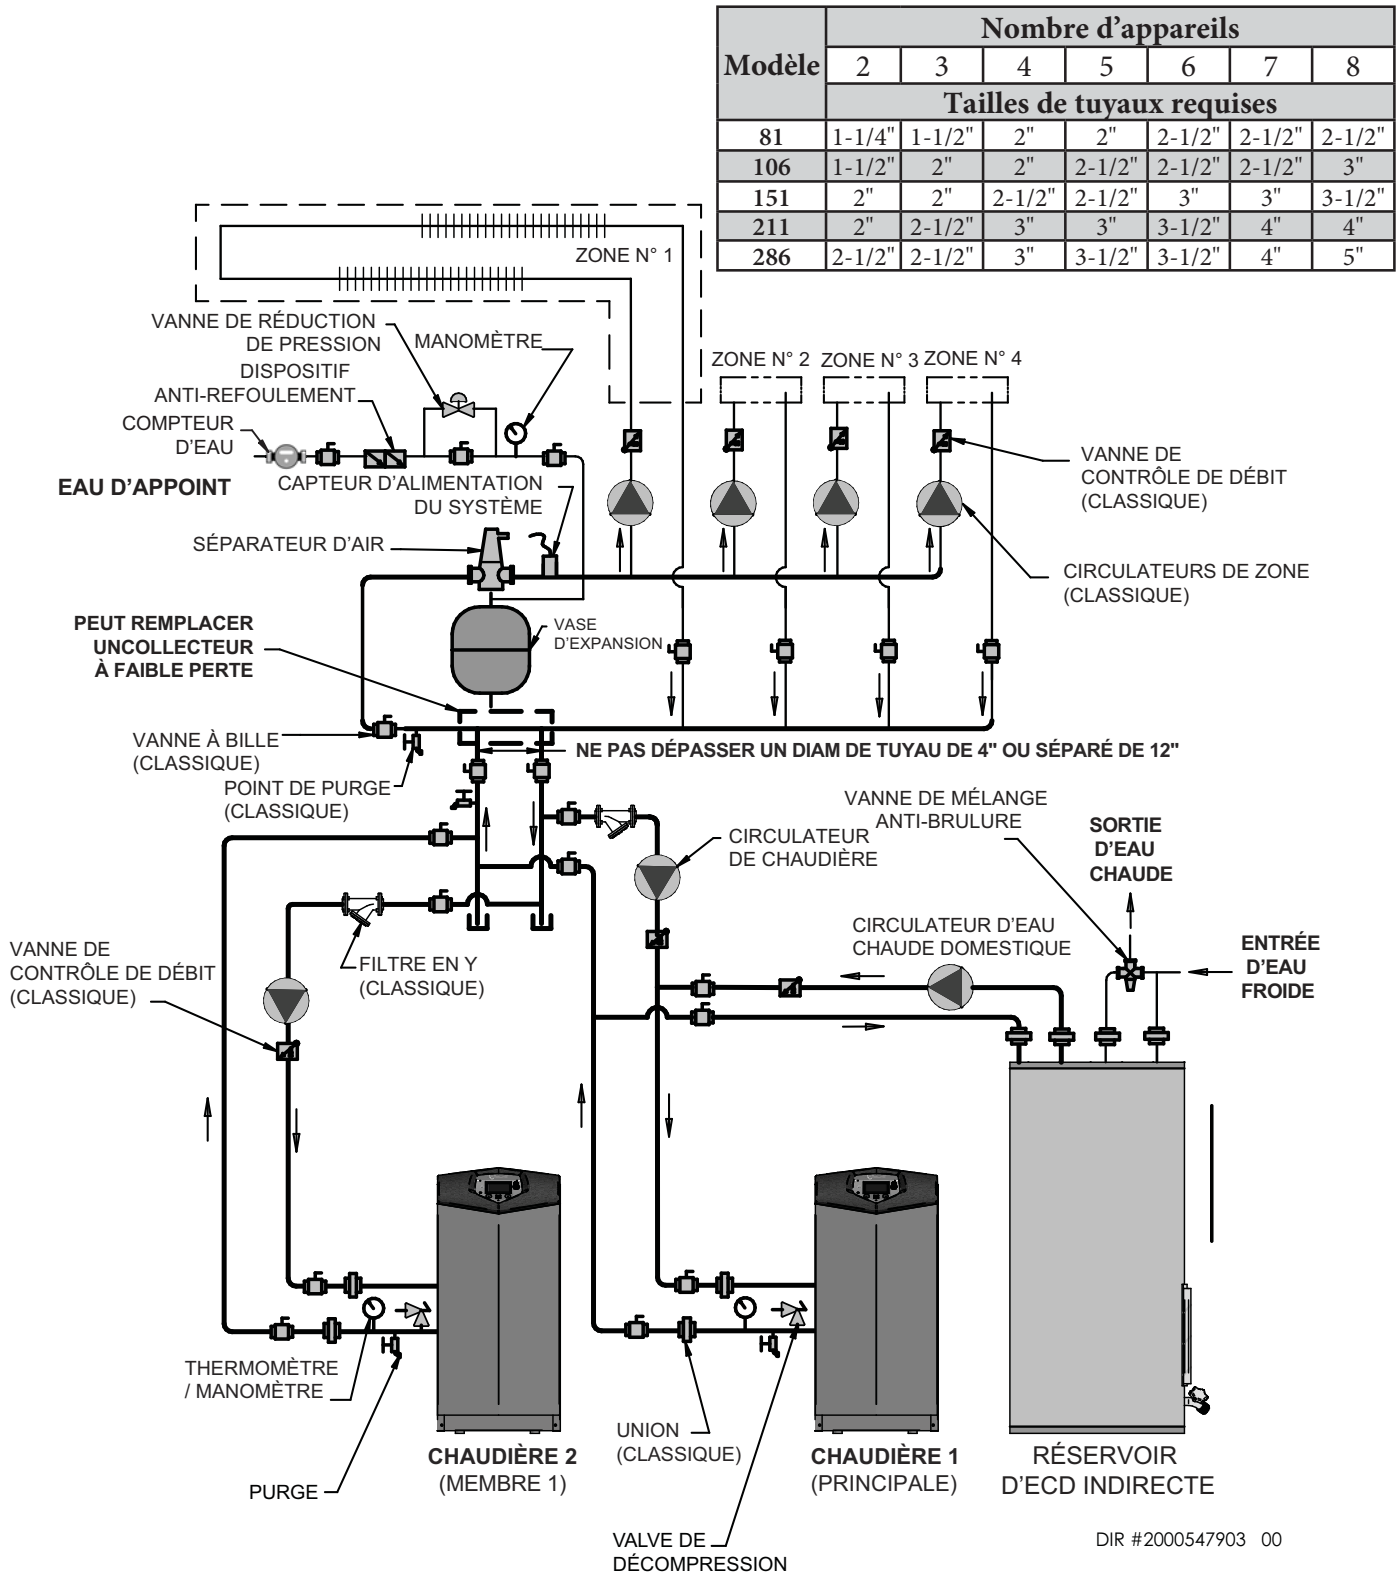 Nombre d'appareils
Modèle 2 3 4 5 6 7 8
Tailles de tuyaux requises
81 1-1/4" 1-1/2" 2" 2" 2-1/2" 2-1/2" 2-1/2"
106 1-1/2" 2" 2" 2-1/2" 2-1/2" 2-1/2" 3"
151 2" 2" 2-1/2" 2-1/2" 3" 3" 3-1/2"
211 2" 2-1/2" 3" 3" 3-1/2" 4" 4"
286 2-1/2" 2-1/2" 3" 3-1/2" 3-1/2" 4" 5"
ZONE N° 1
VANNE DE RÉDUCTION
DE PRESSION
MANOMÈTRE
DISPOSITIF
ANTI-REFOULEMENT
COMPTEUR
D'EAU
EAU D'APPOINT
ZONE N° 2
ZONE N° 3
ZONE N° 4
VANNE DE
CONTRÔLE DE DÉBIT
(CLASSIQUE)
CAPTEUR D'ALIMENTATION
DU SYSTÈME
SÉPARATEUR D'AIR
CIRCULATEURS DE ZONE
(CLASSIQUE)
PEUT REMPLACER
UNCOLLECTEUR
À FAIBLE PERTE
VASE
D'EXPANSION
VANNE À BILLE
(CLASSIQUE)
NE PAS DÉPASSER UN DIAM DE TUYAU DE 4" OU SÉPARÉ DE 12"
POINT DE PURGE
(CLASSIQUE)
VANNE DE MÉLANGE
ANTI-BRULURE
SORTIE
D'EAU
CHAUDE
CIRCULATEUR
DE CHAUDIÈRE
CIRCULATEUR D'EAU
CHAUDE DOMESTIQUE
ENTRÉE
D'EAU
FROIDE
VANNE DE
CONTRÔLE DE DÉBIT
(CLASSIQUE)
FILTRE EN Y
(CLASSIQUE)
THERMOMÈTRE
/ MANOMÈTRE
PURGE
CHAUDIÈRE 2
(MEMBRE 1)
UNION
(CLASSIQUE)
CHAUDIÈRE 1
(PRINCIPALE)
RÉSERVOIR
D'ECD INDIRECTE
VALVE DE
DÉCOMPRESSION
DIR #2000547903 00